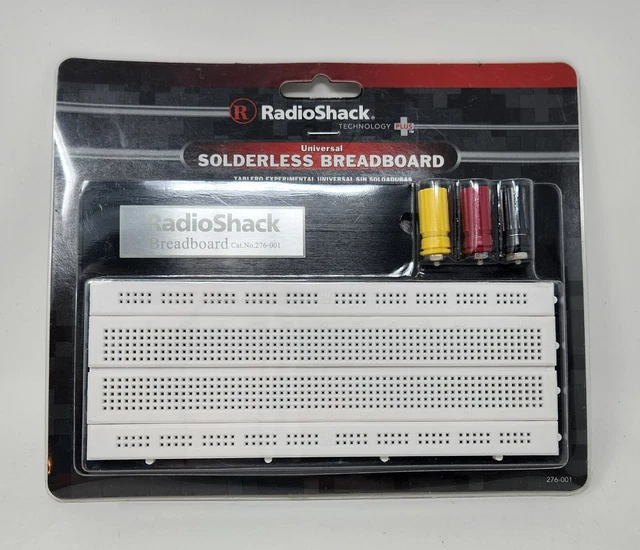 R RadioShack®
TECHNOLOGY PLUS
Universal
SOLDERLESS BREADBOARD
TABLERO EXPERIMENTAL UNIVERSAL SIN SOLDADURAS
RadioShack
Breadboard Cat.No.276-001
276-001